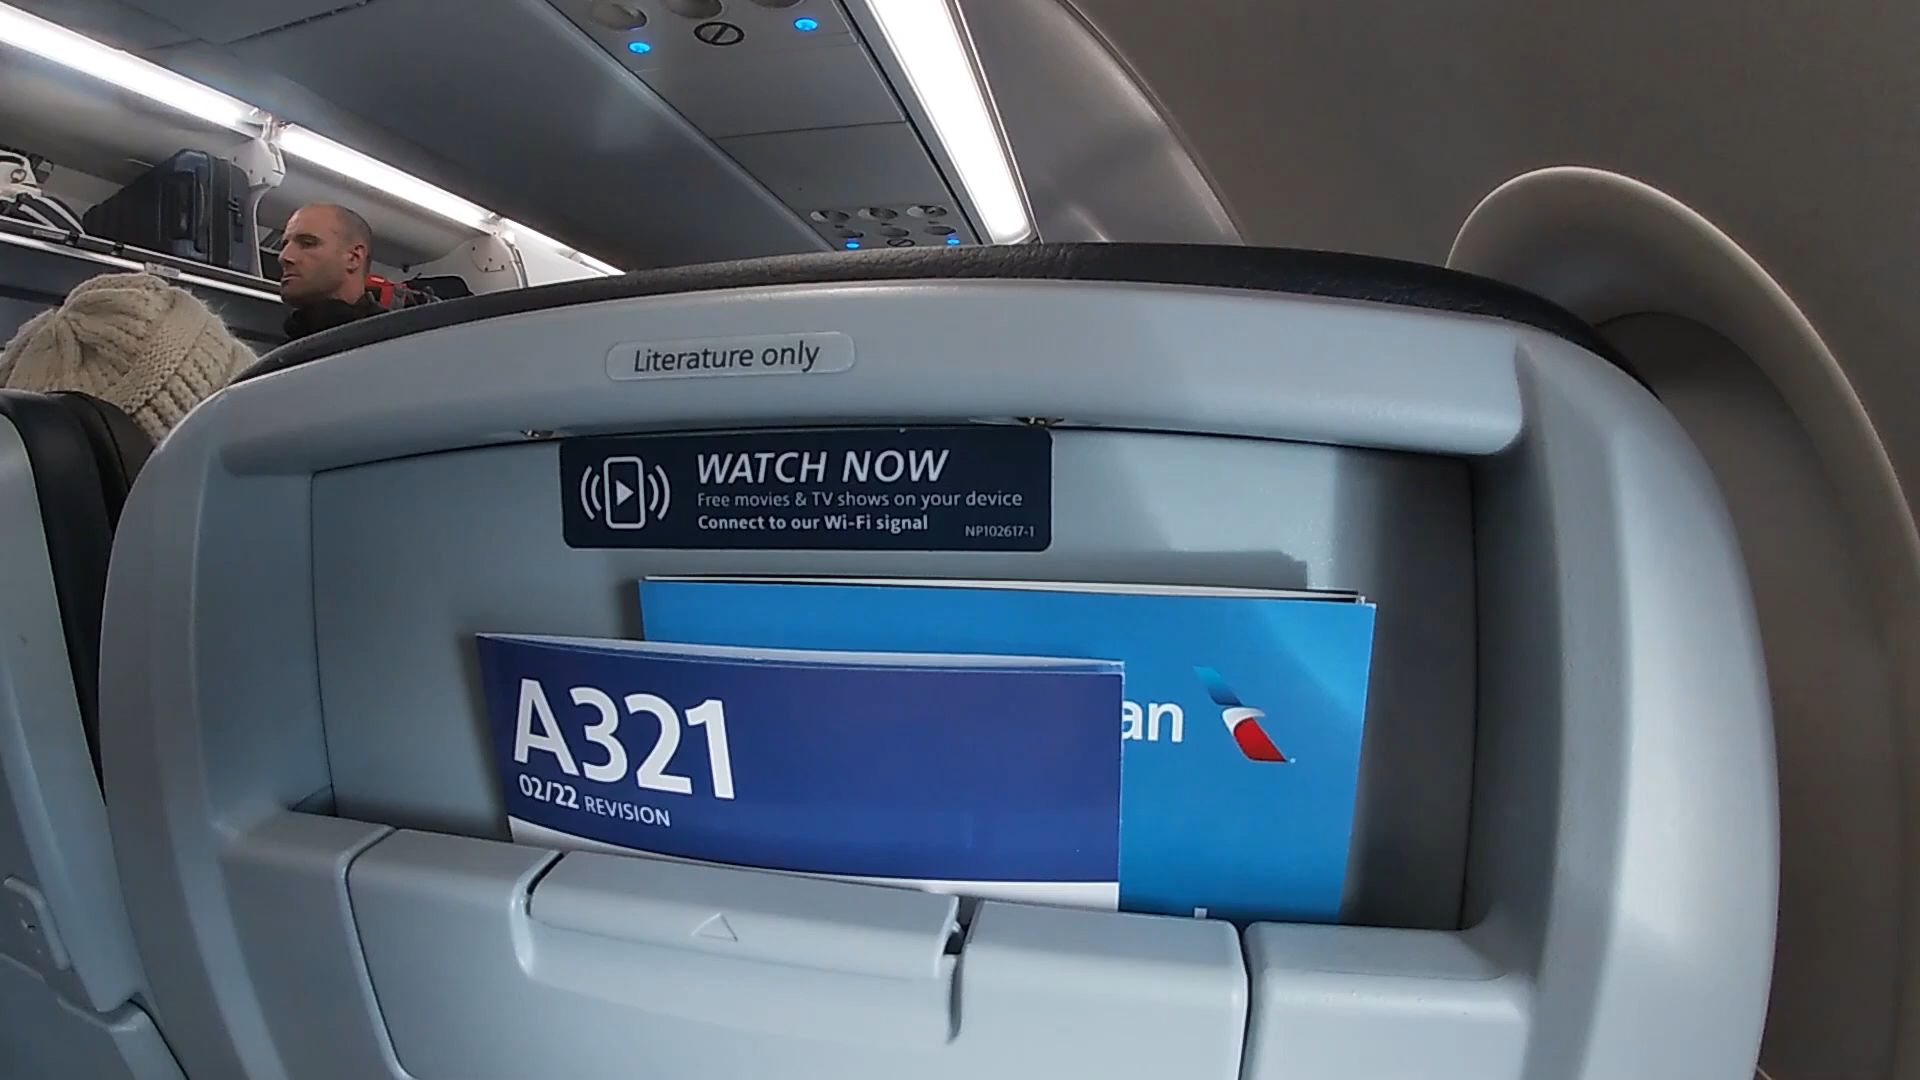 Literature only
WATCH NOW
Free movies & TV shows on your device
Connect to our Wi-Fi signal
NP102617-1
an
A321
02/22 REVISION